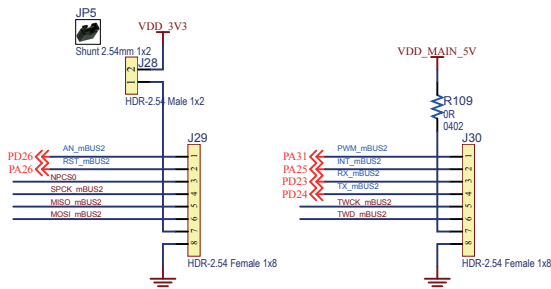 JP5
VDD_3V3
Shunt 2.54mm 1x2
J28
2
1
HDR-2.54 Male 1x2
J29
PD26
AN_mBUS2
1
PA26
RST_mBUS2
2
NPCS0
3
SPCK_mBUS2
4
MISO_mBUS2
5
MOSI_mBUS2
6
7
8
HDR-2.54 Female 1x8
VDD_MAIN_5V
R109
0R
0402
J30
PA31
PWM_mBUS2
1
PA25
INT_mBUS2
2
PD23
RX_mBUS2
3
PD24
TX_mBUS2
4
TWCK_mBUS2
5
TWD_mBUS2
6
7
8
HDR-2.54 Female 1x8